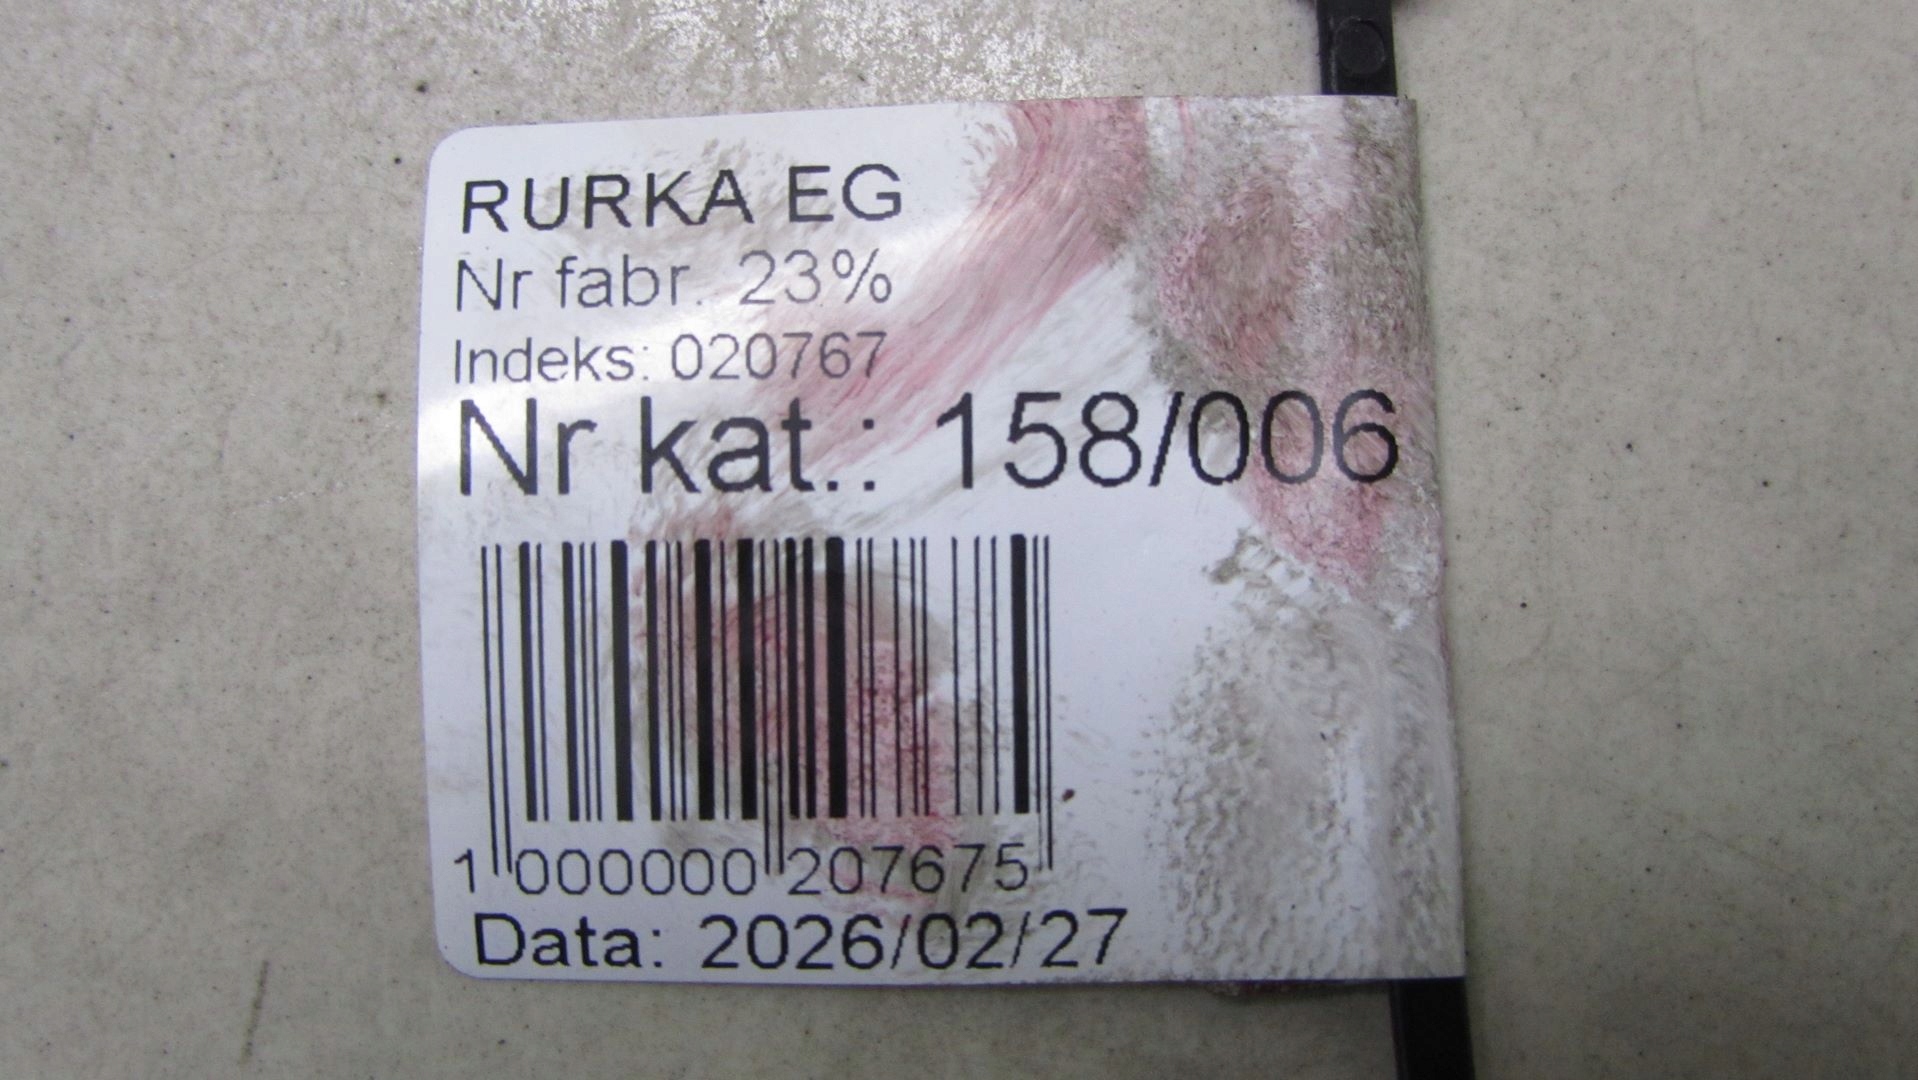 RURKA EG
Nr fabr. 23%
Indeks: 020767
Nr kat.: 158/006
1 000000 207675
Data: 2026/02/27